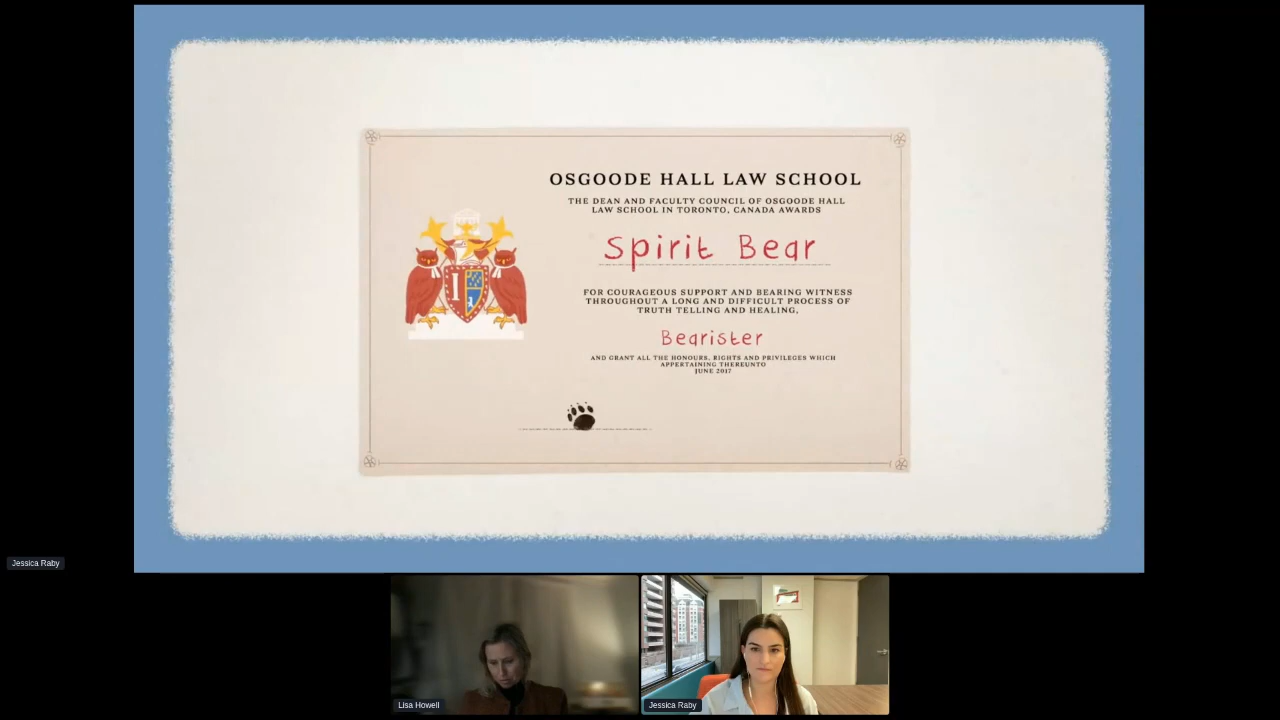 OSGOODE HALL LAW SCHOOL
THE DEAN AND FACULTY COUNCIL OF OSGOODE HALL
LAW SCHOOL IN TORONTO, CANADA AWARDS
Spirit Bear
FOR COURAGEOUS SUPPORT AND BEARING WITNESS
THROUGHOUT A LONG AND DIFFICULT PROCESS OF
TRUTH TELLING AND HEALING,
Bearister
AND GRANT ALL THE HONOURS, RIGHTS AND PRIVILEGES WHICH
APPERTAINING THEREUNTO
JUNE 2017
Jessica Raby
Lisa Howell
Jessica Raby